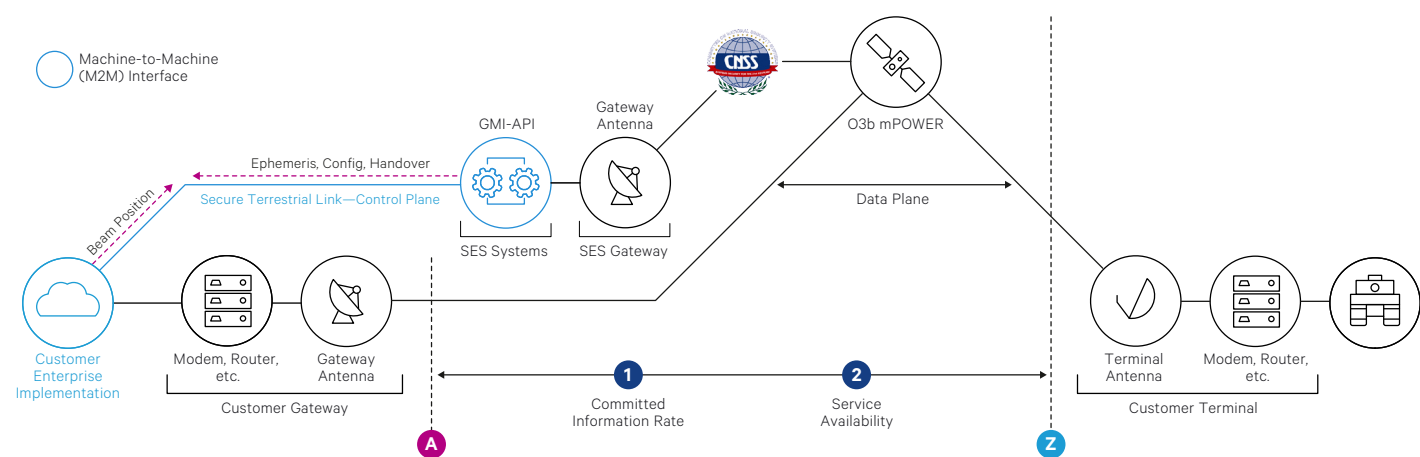 Machine-to-Machine
(M2M) Interface
CNSS
Gateway
Antenna
GMI-API
O3b mPOWER
Ephemeris, Config, Handover
Secure Terrestrial Link—Control Plane
Beam Position
Data Plane
SES Systems
SES Gateway
Customer
Enterprise
Implementation
Modem, Router,
etc.
Gateway
Antenna
Customer Gateway
1
Committed
Information Rate
2
Service
Availability
Terminal
Antenna
Modem, Router,
etc.
Customer Terminal
A
Z